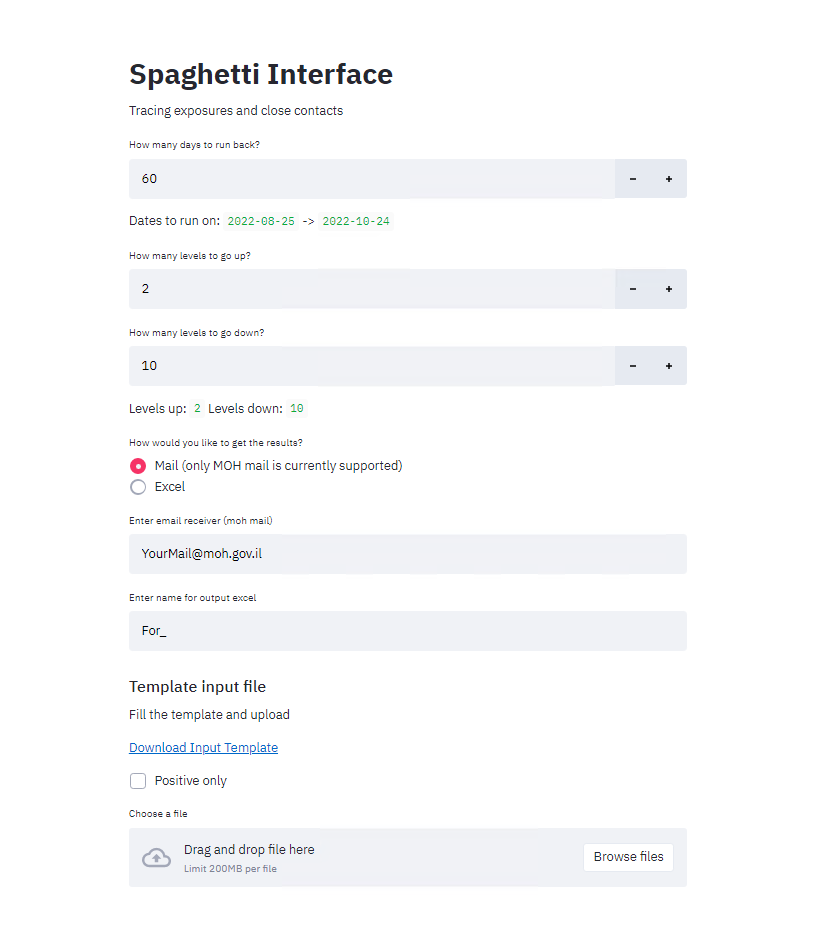 Spaghetti Interface
Tracing exposures and close contacts
How many days to run back?
60
− +
Dates to run on: 2022-08-25 -> 2022-10-24
How many levels to go up?
2
− +
How many levels to go down?
10
− +
Levels up: 2 Levels down: 10
How would you like to get the results?
Mail (only MOH mail is currently supported)
Excel
Enter email receiver (moh mail)
YourMail@moh.gov.il
Enter name for output excel
For_
Template input file
Fill the template and upload
Download Input Template
Positive only
Choose a file
Drag and drop file here
Limit 200MB per file
Browse files